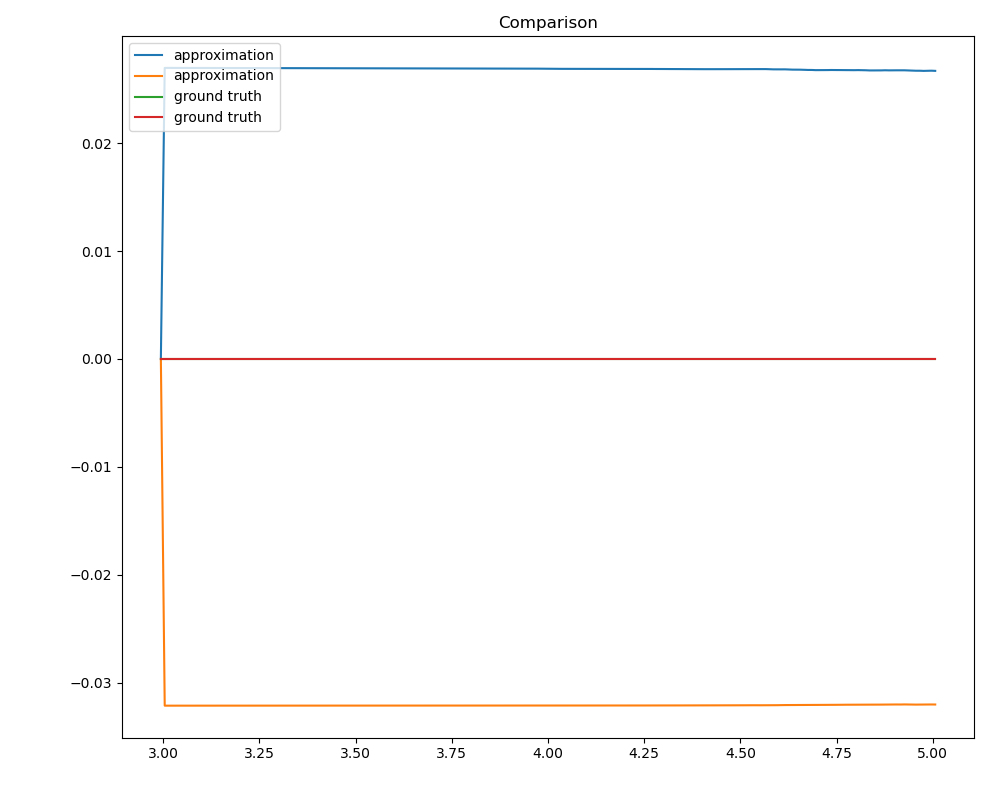 Comparison
approximation
approximation
ground truth
ground truth
0.02
0.01
0.00
−0.01
−0.02
−0.03
3.00 3.25 3.50 3.75 4.00 4.25 4.50 4.75 5.00